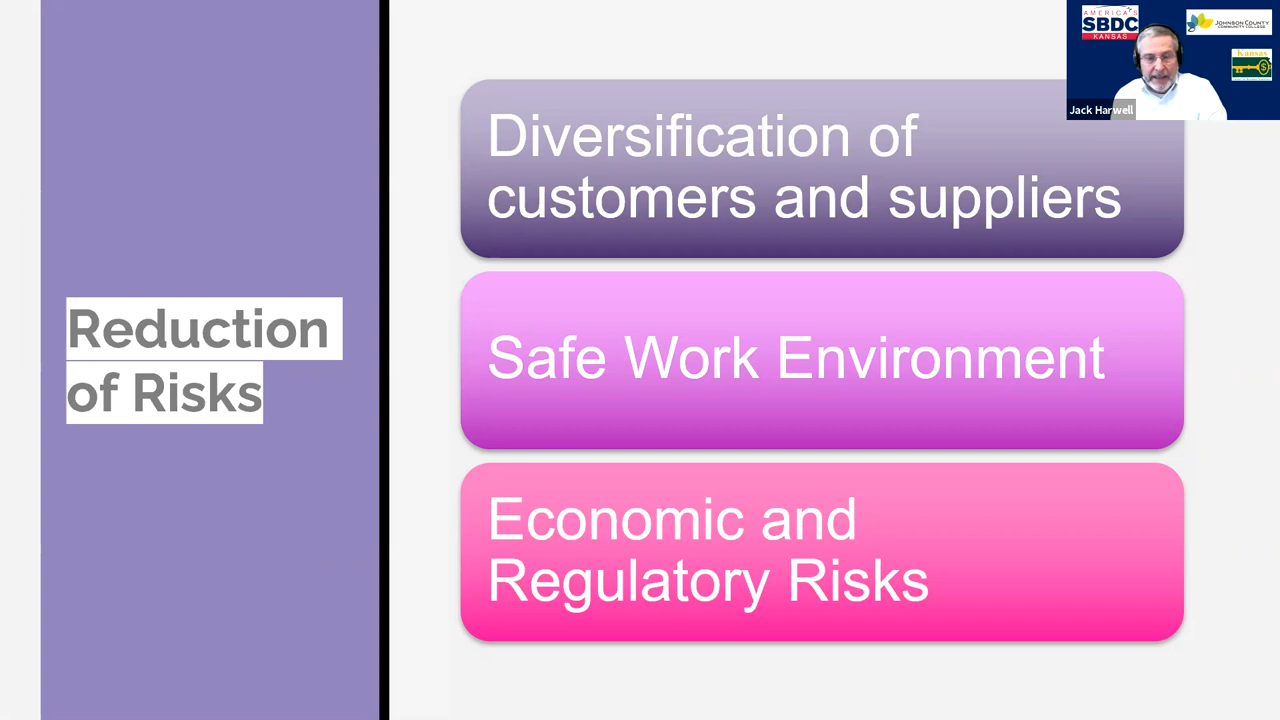 AMERICA'S
SBDC
KANSAS
JOHNSON COUNTY
COMMUNITY COLLEGE
Kansas
Jack Harwell
Diversification of
customers and suppliers
Reduction
of Risks
Safe Work Environment
Economic and
Regulatory Risks